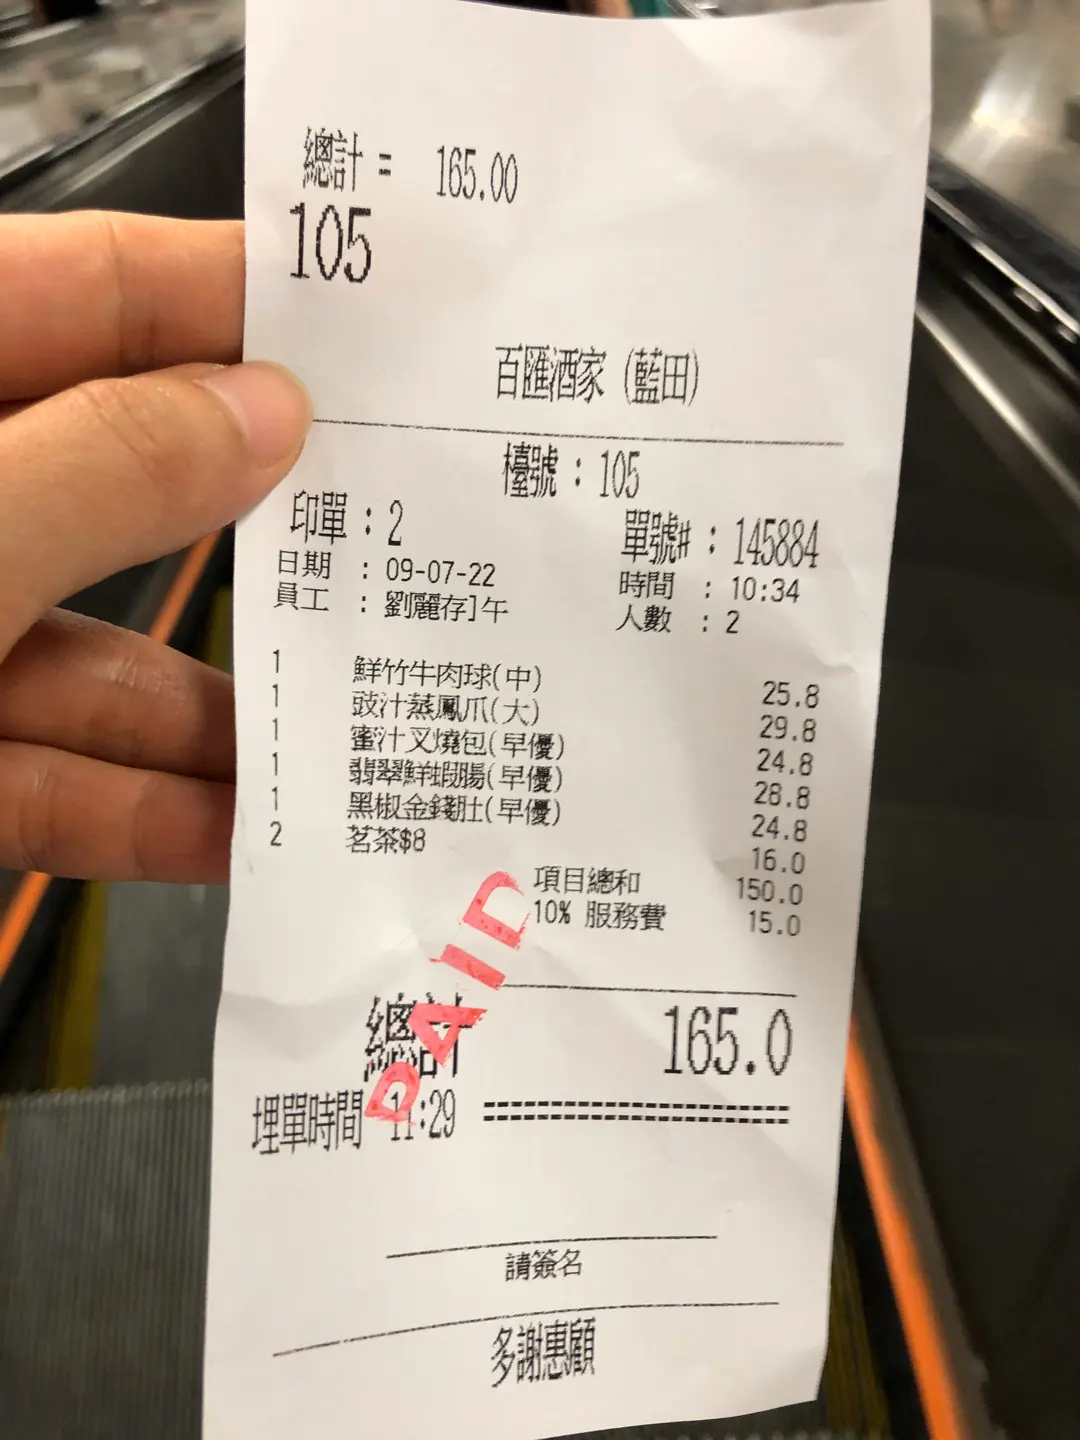 總計 = 165.00
105
百匯酒家 (藍田)
檯號 : 105
印單 : 2 單號# : 145884
日期 : 09-07-22 時間 : 10:34
員工 : 劉麗存]午 人數 : 2
1 鮮竹牛肉球(中) 25.8
1 豉汁蒸鳳爪(大) 29.8
1 蜜汁叉燒包(早優) 24.8
1 翡翠鮮蝦腸(早優) 28.8
1 黑椒金錢肚(早優) 24.8
2 茗茶$8 16.0
項目總和 150.0
10% 服務費 15.0
PAID
總計 165.0
埋單時間 11:29
請簽名
多謝惠顧